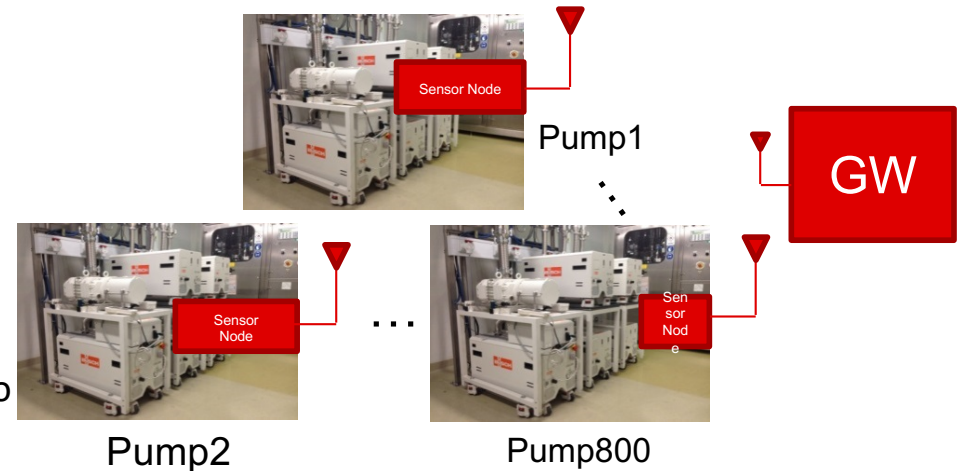 Sensor Node
Pump1
GW
Sensor
Node
Sen
sor
Nod
e
Pump2
Pump800